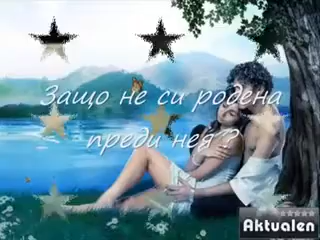 Защо не си родена
преди нея ?
Aktualen